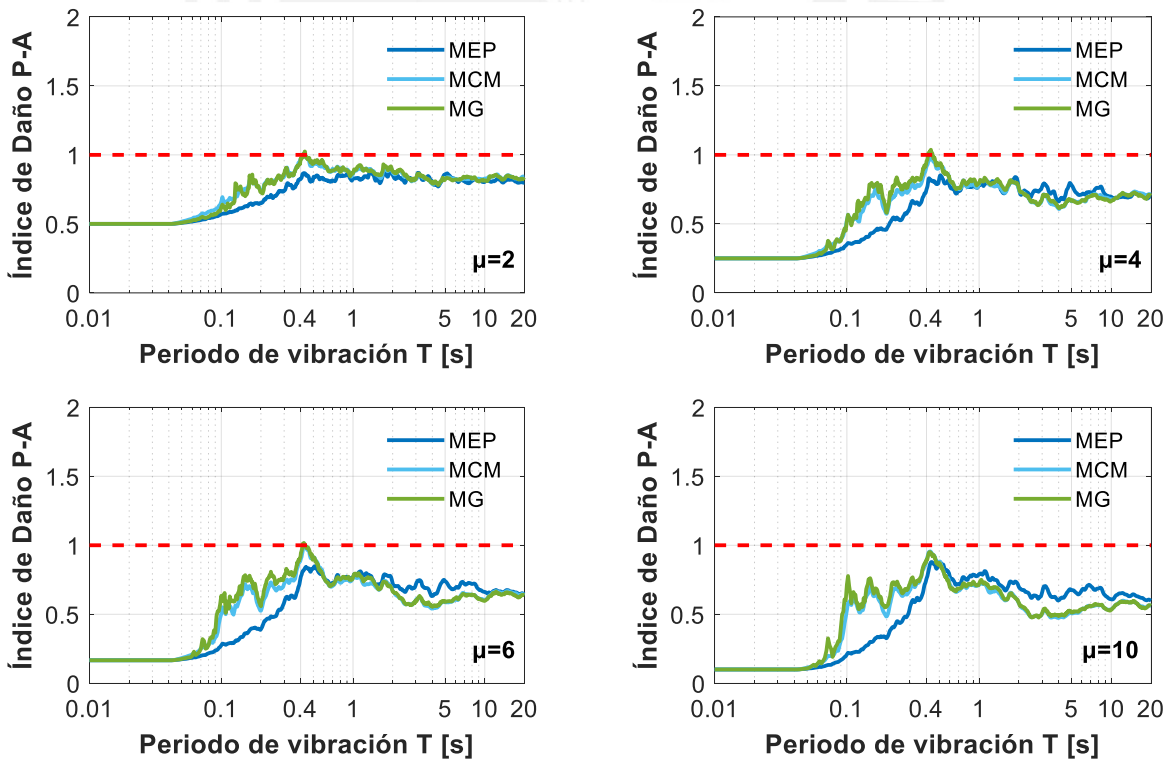 Índice de Daño P-A
2
1.5
1
0.5
0
MEP
MCM
MG
μ=2
0.01 0.1 0.4 1 5 10 20
Periodo de vibración T [s]
Índice de Daño P-A
2
1.5
1
0.5
0
MEP
MCM
MG
μ=4
0.01 0.1 0.4 1 5 10 20
Periodo de vibración T [s]
Índice de Daño P-A
2
1.5
1
0.5
0
MEP
MCM
MG
μ=6
0.01 0.1 0.4 1 5 10 20
Periodo de vibración T [s]
Índice de Daño P-A
2
1.5
1
0.5
0
MEP
MCM
MG
μ=10
0.01 0.1 0.4 1 5 10 20
Periodo de vibración T [s]